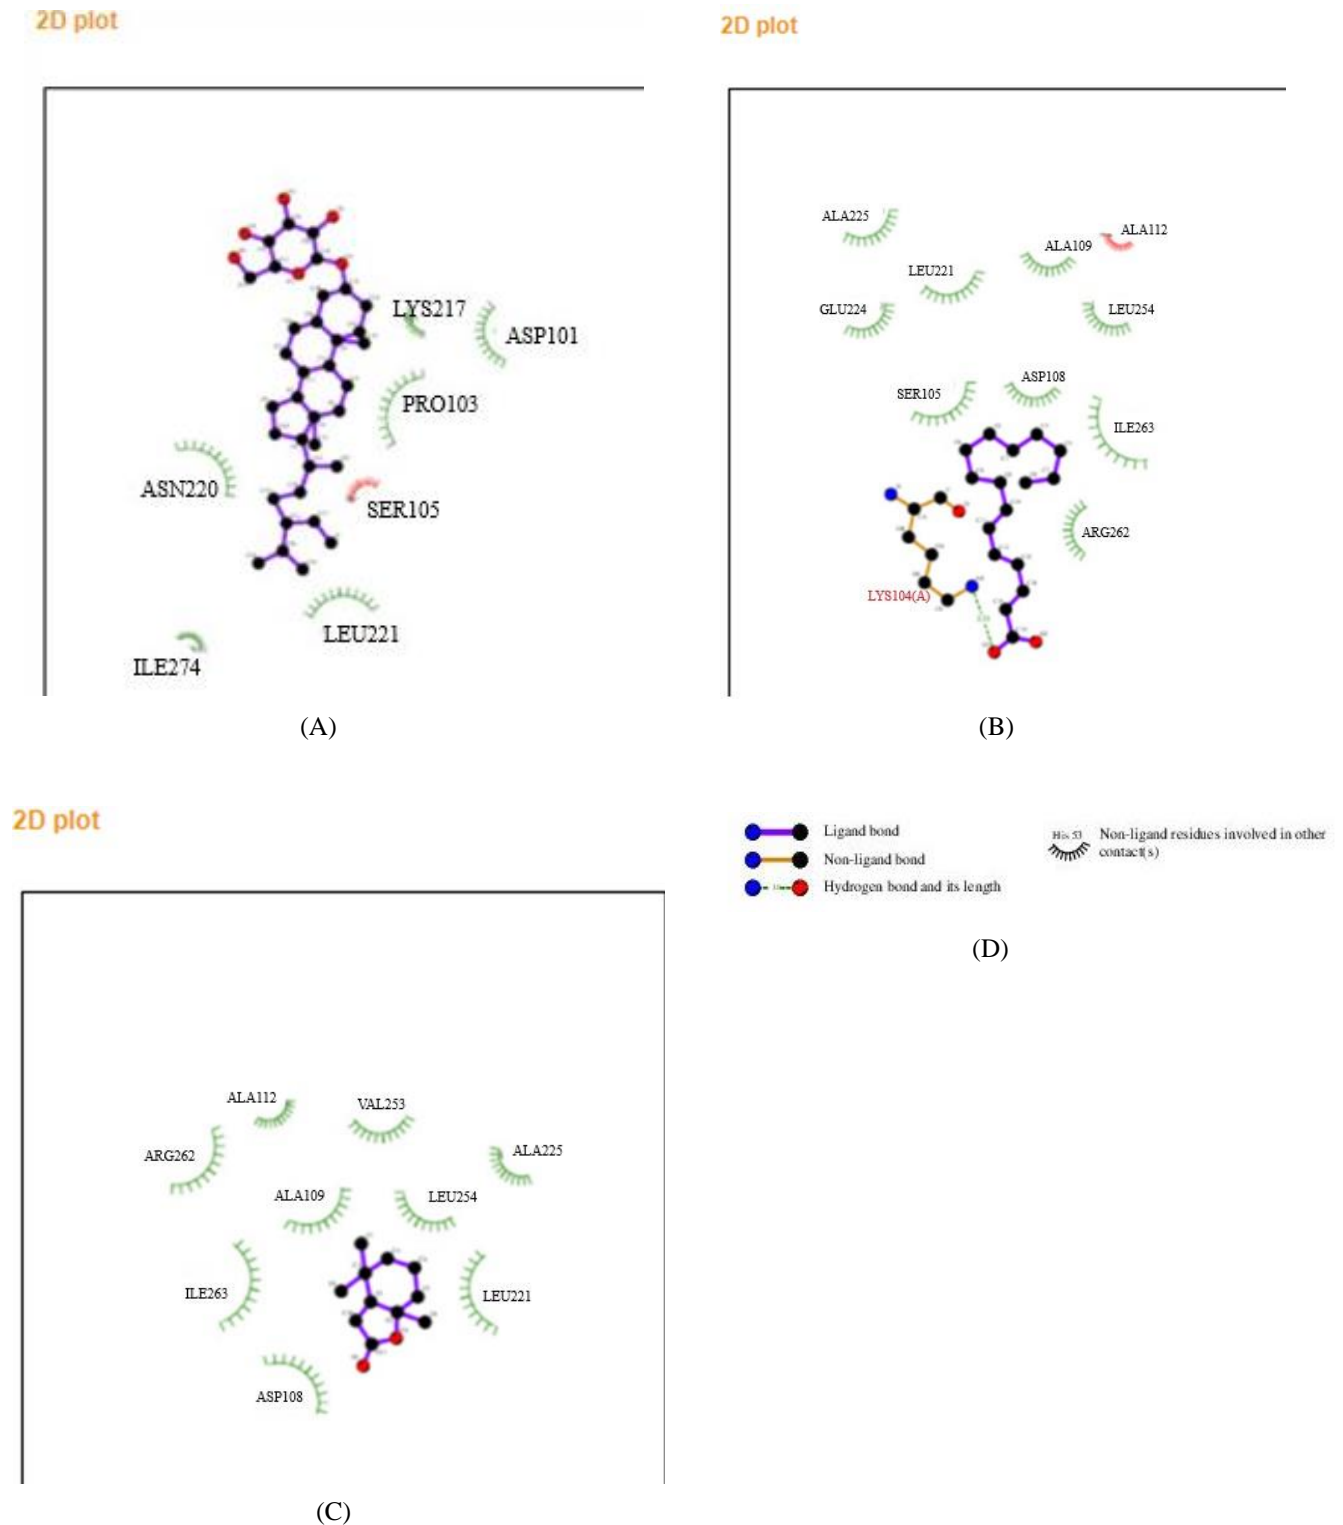 2D plot
LYS217
ASP101
PRO103
ASN220
SER105
LEU221
ILE274
(A)
2D plot
ALA225
ALA112
ALA109
LEU221
GLU224
LEU254
ASP108
SER105
ILE263
ARG262
LYS104(A)
(B)
2D plot
ALA112
VAL253
ARG262
ALA225
ALA109
LEU254
ILE263
LEU221
ASP108
(C)
Ligand bond
Non-ligand bond
Hydrogen bond and its length
His 53
Non-ligand residues involved in other
contact(s)
(D)